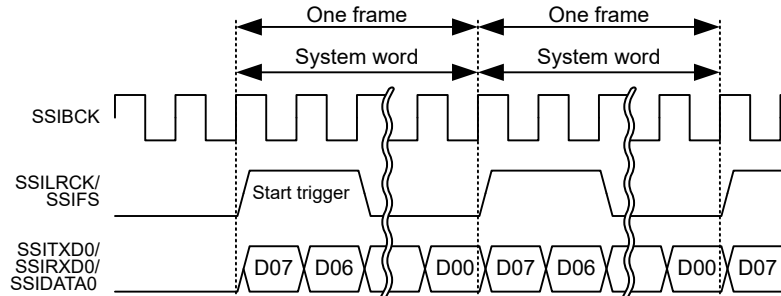 One frame One frame
System word System word
SSIBCK
SSILRCK/
SSIFS
Start trigger
SSITXD0/
SSIRXD0/
SSIDATA0
D07 D06 D00 D07 D06 D00 D07